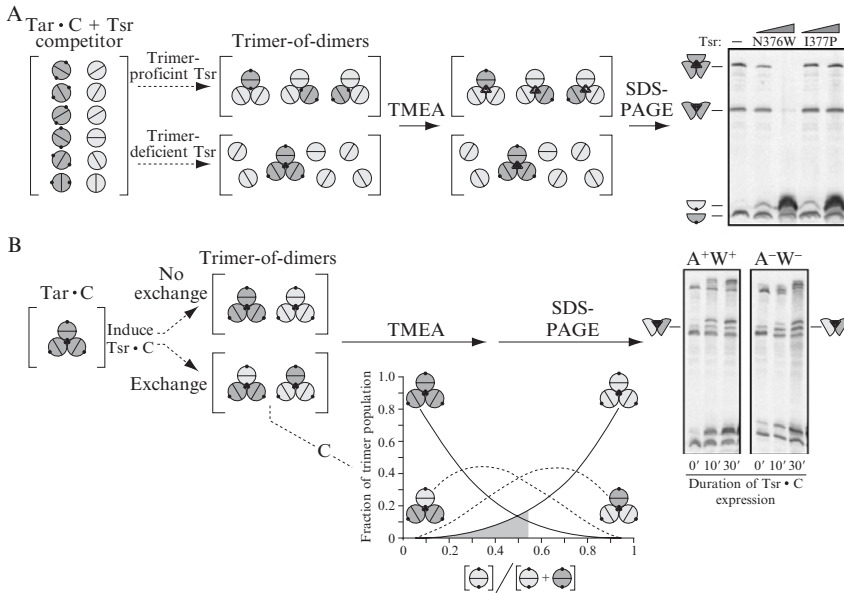 A
Tar • C + Tsr
competitor
Trimer-
proficint Tsr
Trimer-
deficient Tsr
Trimer-of-dimers
TMEA
SDS-
PAGE
Tsr: – N376W I377P
B
Tar • C
No
exchange
Induce
Tsr • C
Exchange
Trimer-of-dimers
C
TMEA
SDS-
PAGE
A⁺W⁺ A⁻W⁻
0′ 10′ 30′ 0′ 10′ 30′
Duration of Tsr • C
expression
Fraction of trimer population
1.0
0.8
0.6
0.4
0.2
0
0 0.2 0.4 0.6 0.8 1
[ ] / [ + ]